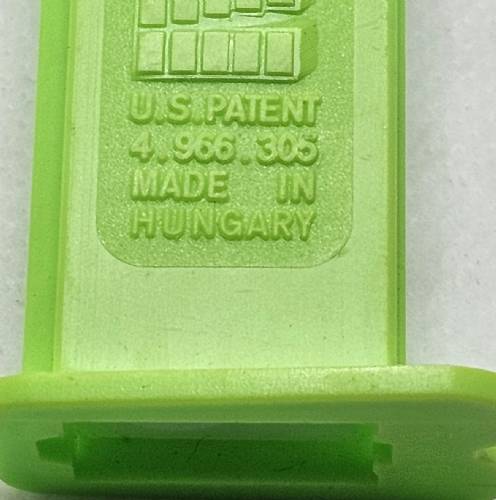 U.S. PATENT
4.966.305
MADE IN
HUNGARY